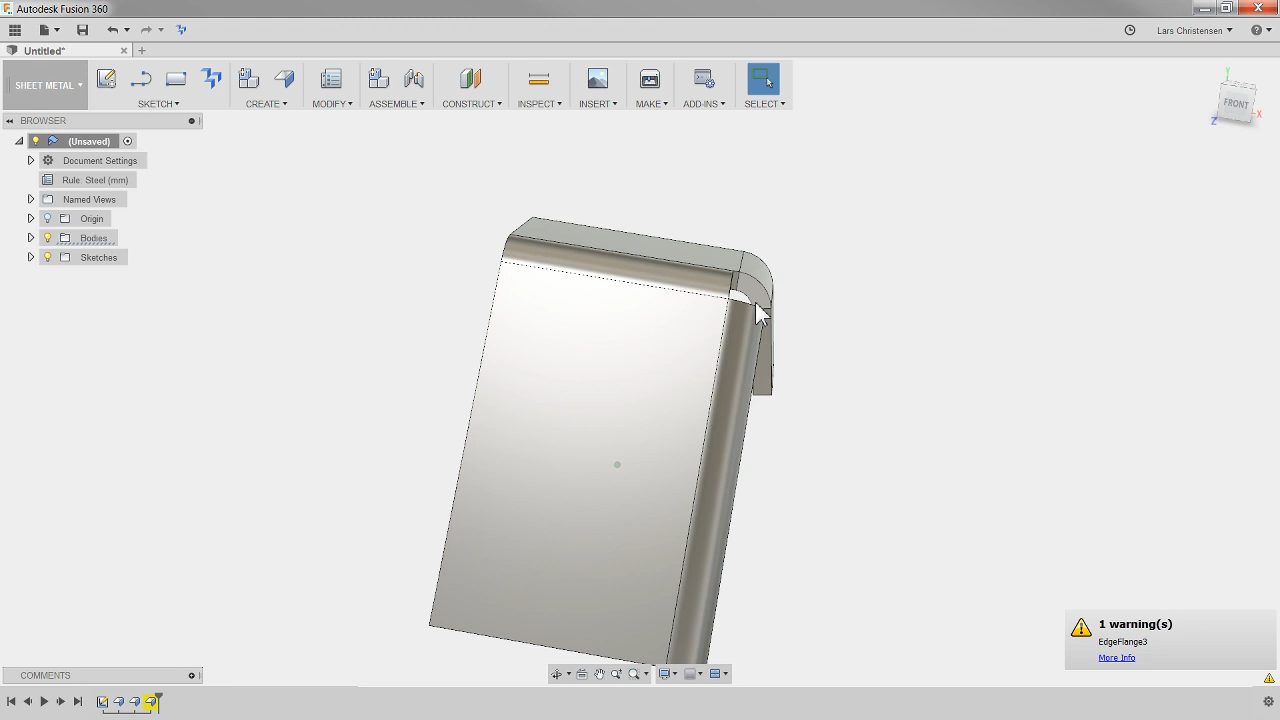 Autodesk Fusion 360
Lars Christensen
Untitled*
SHEET METAL
SKETCH
CREATE
MODIFY
ASSEMBLE
CONSTRUCT
INSPECT
INSERT
MAKE
ADD-INS
SELECT
BROWSER
(Unsaved)
Document Settings
Rule: Steel (mm)
Named Views
Origin
Bodies
Sketches
Y
FRONT
X
Z
1 warning(s)
EdgeFlange3
More Info
COMMENTS